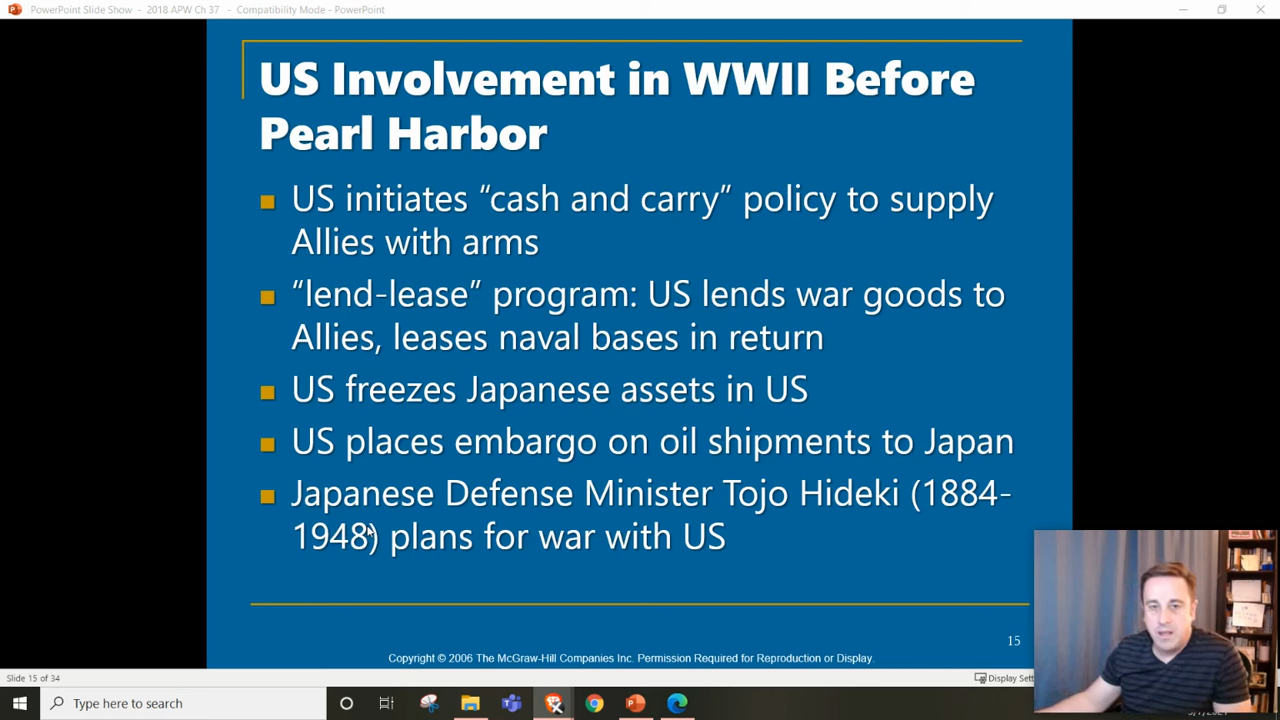 PowerPoint Slide Show - 2018 APW Ch 37 - Compatibility Mode - PowerPoint
US Involvement in WWII Before
Pearl Harbor
US initiates “cash and carry” policy to supply
Allies with arms
“lend-lease” program: US lends war goods to
Allies, leases naval bases in return
US freezes Japanese assets in US
US places embargo on oil shipments to Japan
Japanese Defense Minister Tojo Hideki (1884-
1948) plans for war with US
15
Copyright © 2006 The McGraw-Hill Companies Inc. Permission Required for Reproduction or Display.
Slide 15 of 34
Display Set
Type here to search